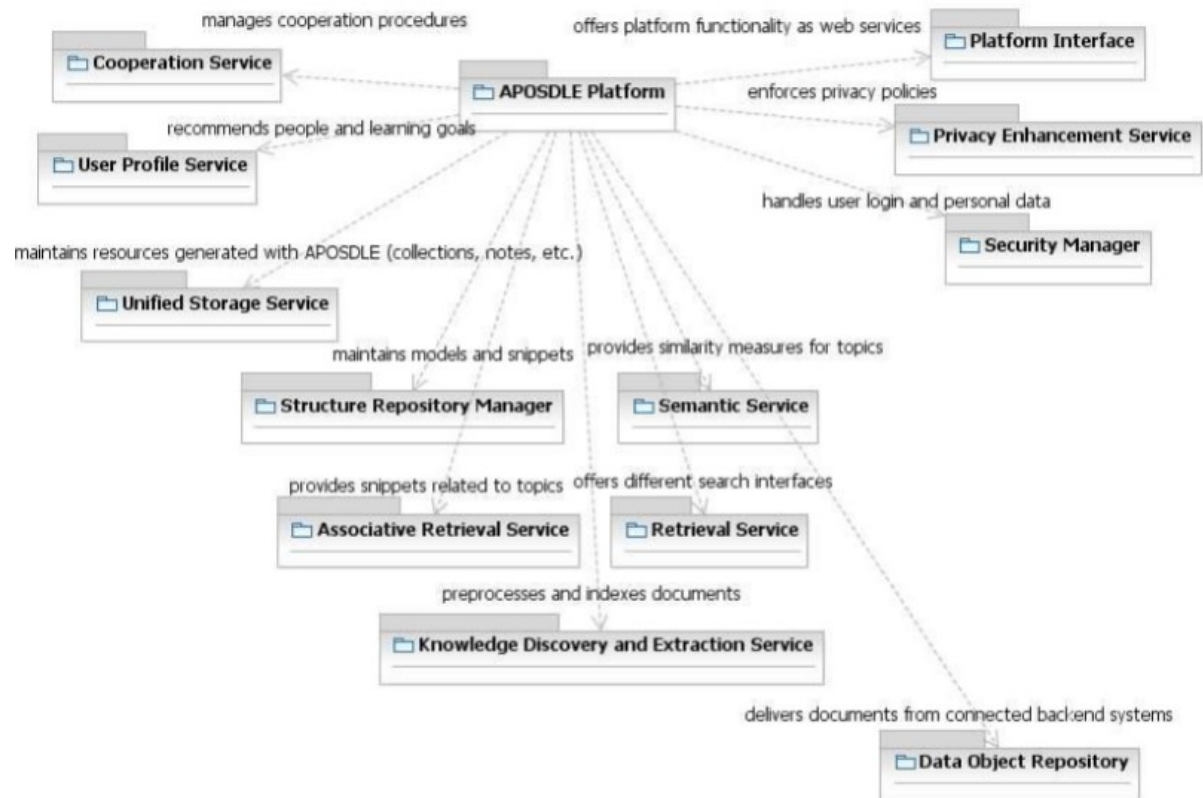 manages cooperation procedures
offers platform functionality as web services
Cooperation Service
APOSDLE Platform
Platform Interface
enforces privacy policies
recommends people and learning goals
User Profile Service
Privacy Enhancement Service
handles user login and personal data
Security Manager
maintains resources generated with APOSDLE (collections, notes, etc.)
Unified Storage Service
maintains models and snippets
provides similarity measures for topics
Structure Repository Manager
Semantic Service
provides snippets related to topics
offers different search interfaces
Associative Retrieval Service
Retrieval Service
preprocesses and indexes documents
Knowledge Discovery and Extraction Service
delivers documents from connected backend systems
Data Object Repository